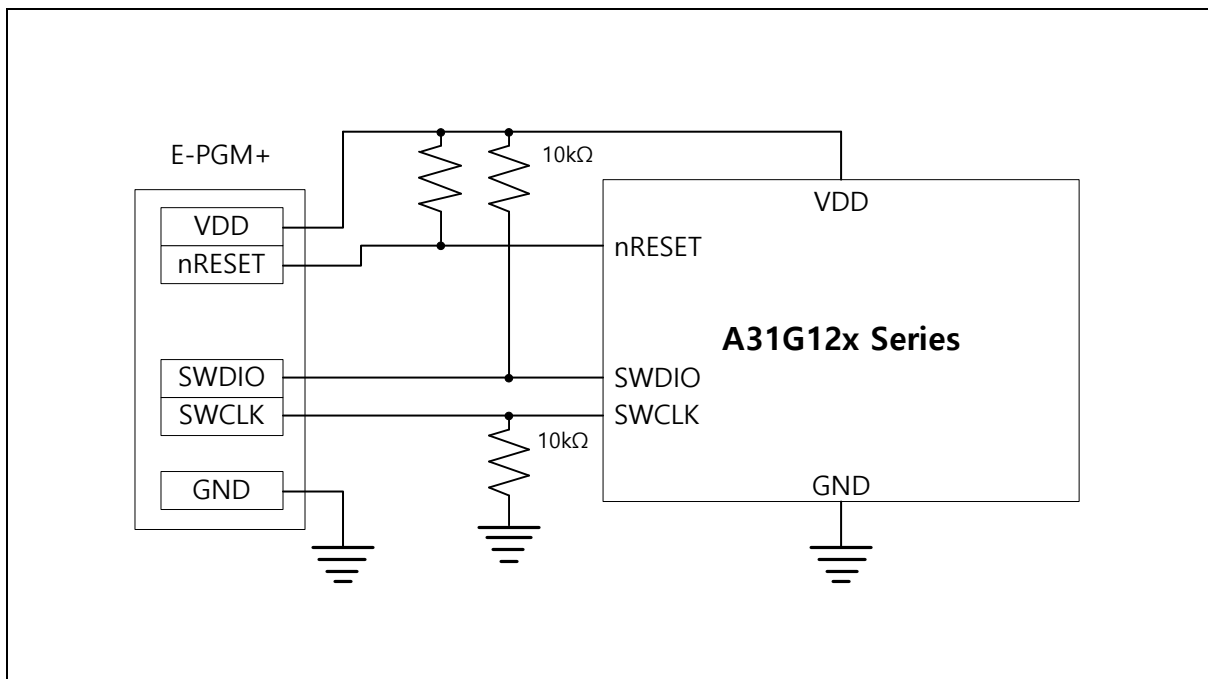 E-PGM+
10kΩ
VDD
VDD
nRESET
nRESET
A31G12x Series
SWDIO
SWDIO
SWCLK
SWCLK
10kΩ
GND
GND